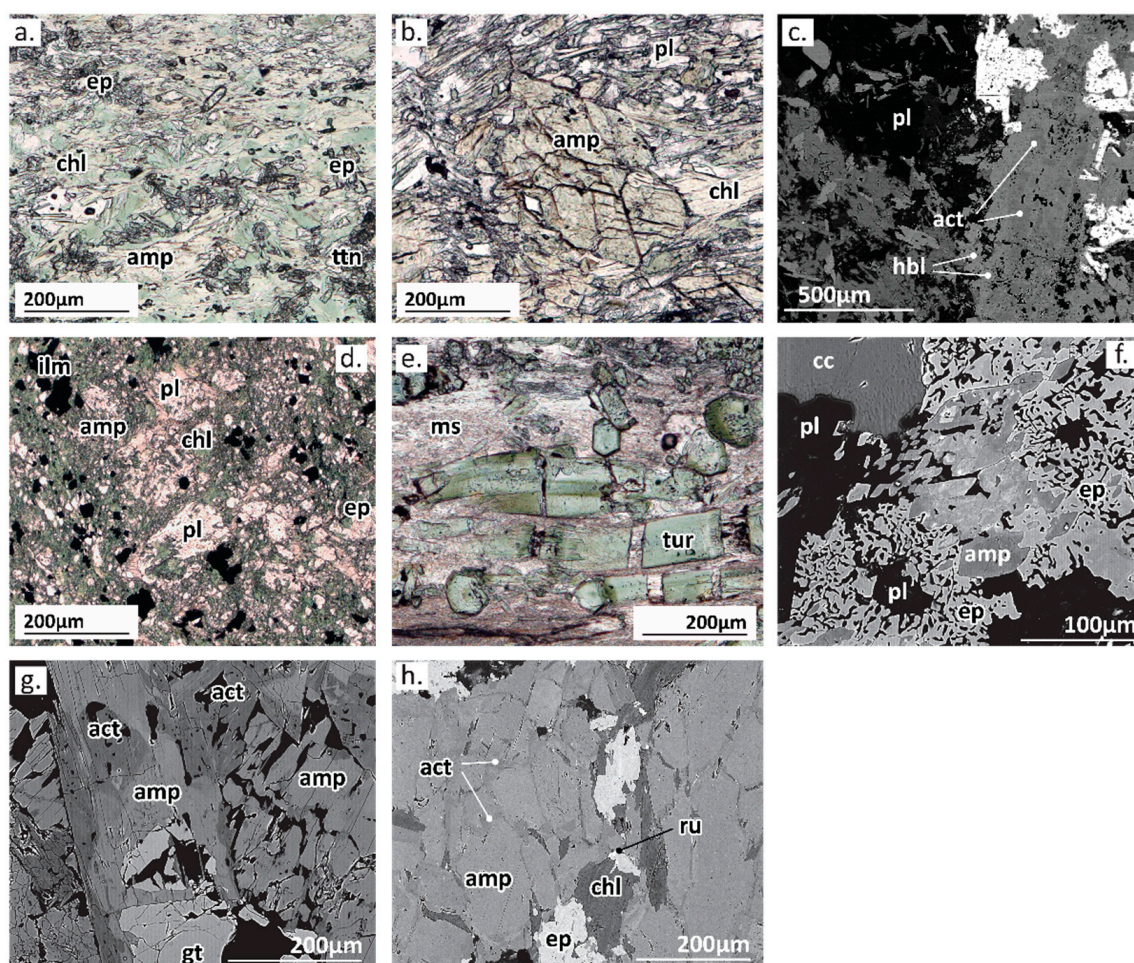 a.
ep
chl
ep
amp
ttn
200µm
b.
pl
amp
chl
200µm
c.
pl
act
hbl
500µm
d.
ilm
pl
amp
chl
ep
pl
200µm
e.
ms
tur
200µm
f.
cc
pl
ep
amp
pl
ep
100µm
g.
act
act
amp
amp
gt
200µm
h.
act
ru
amp
chl
ep
200µm